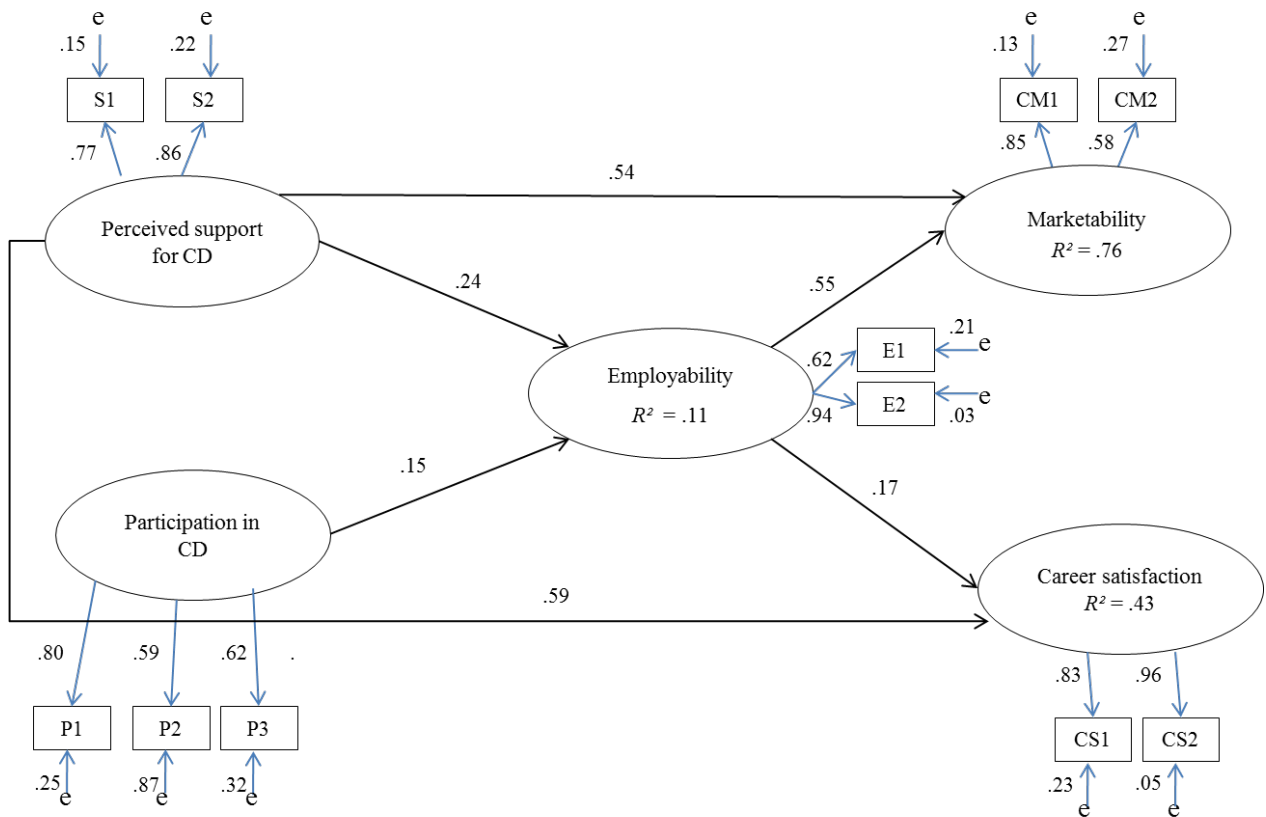 e
e
e
e
.15
.22
.13
.27
S1
S2
CM1
CM2
.77
.86
.85
.58
.54
Perceived support
for CD
Marketability
R² = .76
.24
.55
Employability
R² = .11
.62
E1
.21
e
.94
E2
e
.03
.15
.17
Participation in
CD
Career satisfaction
R² = .43
.59
.80
.59
.62
.
.83
.96
P1
P2
P3
CS1
CS2
.25
.87
.32
e
e
e
.23
.05
e
e